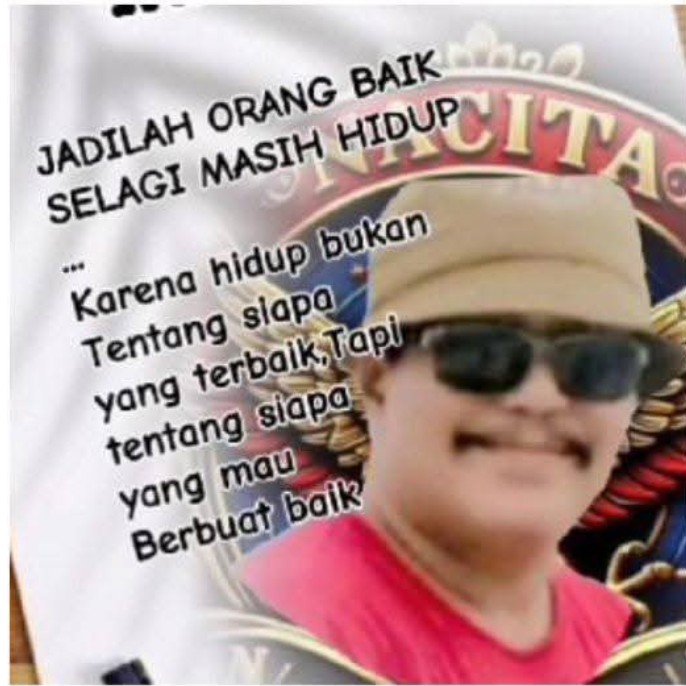 JADILAH ORANG BAIK
SELAGI MASIH HIDUP
...
Karena hidup bukan
Tentang siapa
yang terbaik,Tapi
tentang siapa
yang mau
Berbuat baik
NACITA